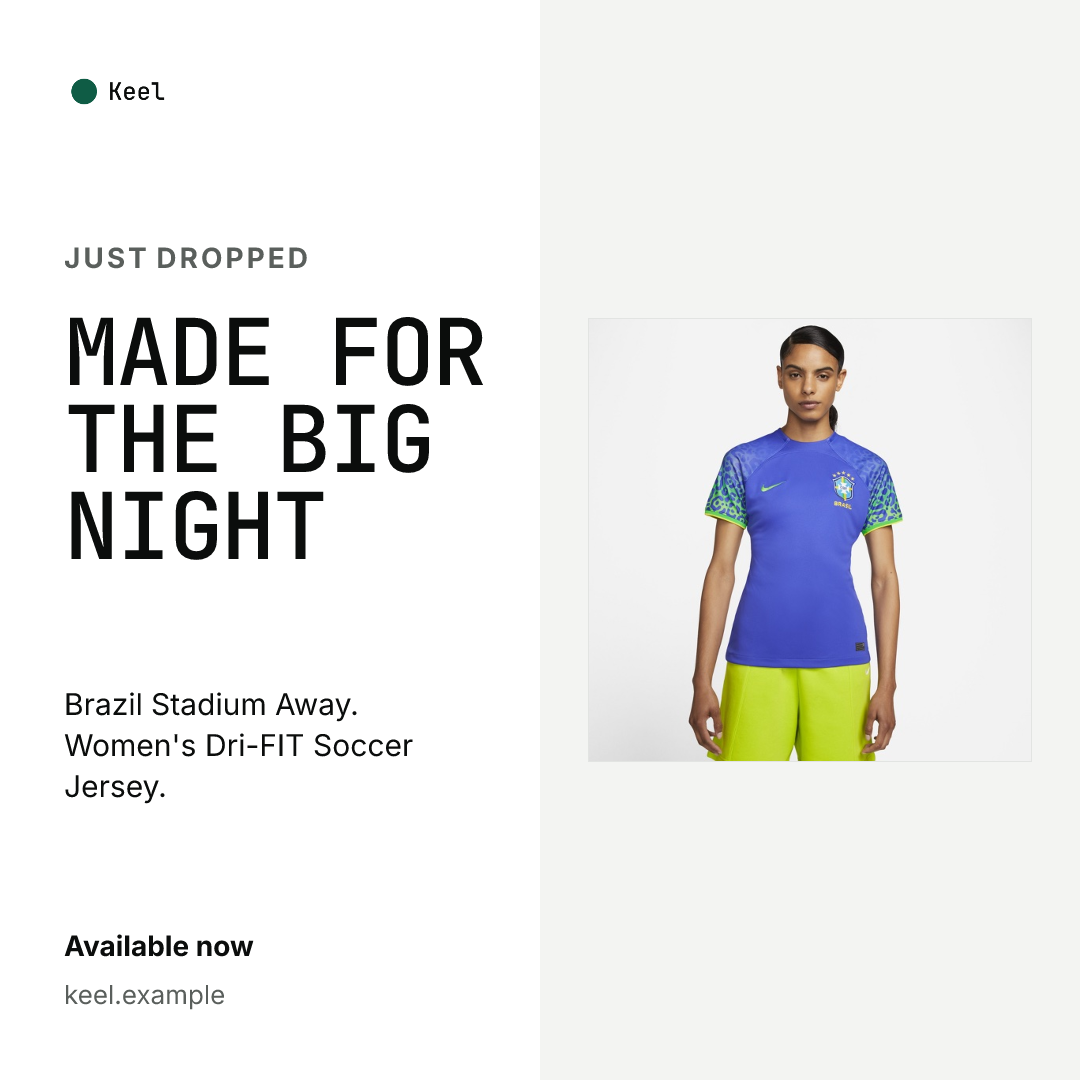 Keel
JUST DROPPED
MADE FOR
THE BIG
NIGHT
Brazil Stadium Away.
Women's Dri-FIT Soccer
Jersey.
BRASIL
Available now
keel.example